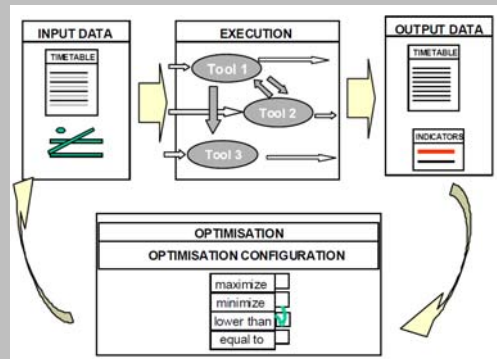 INPUT DATA
TIMETABLE
EXECUTION
Tool 1
Tool 2
Tool 3
OUTPUT DATA
TIMETABLE
INDICATORS
OPTIMISATION
OPTIMISATION CONFIGURATION
maximize
minimize
lower than
equal to